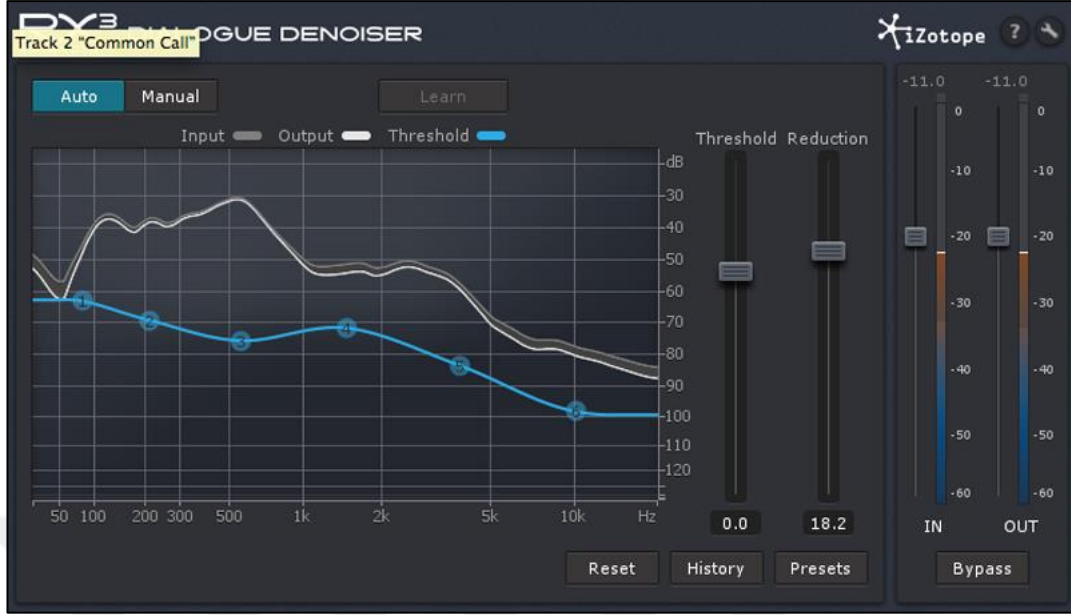 RX³ DIALOGUE DENOISER
Track 2 "Common Call"
iZotope ?
Auto Manual Learn
Input Output Threshold
Threshold Reduction
dB
30
40
50
-60
-70
-80
-90
-100
-110
-120
50 100 200 300 500 1k 2k 5k 10k Hz
0.0 18.2
Reset History Presets
1
2
3
4
5
6
-11.0 -11.0
0 0
-10 -10
-20 -20
-30 -30
-40 -40
-50 -50
-60 -60
IN OUT
Bypass